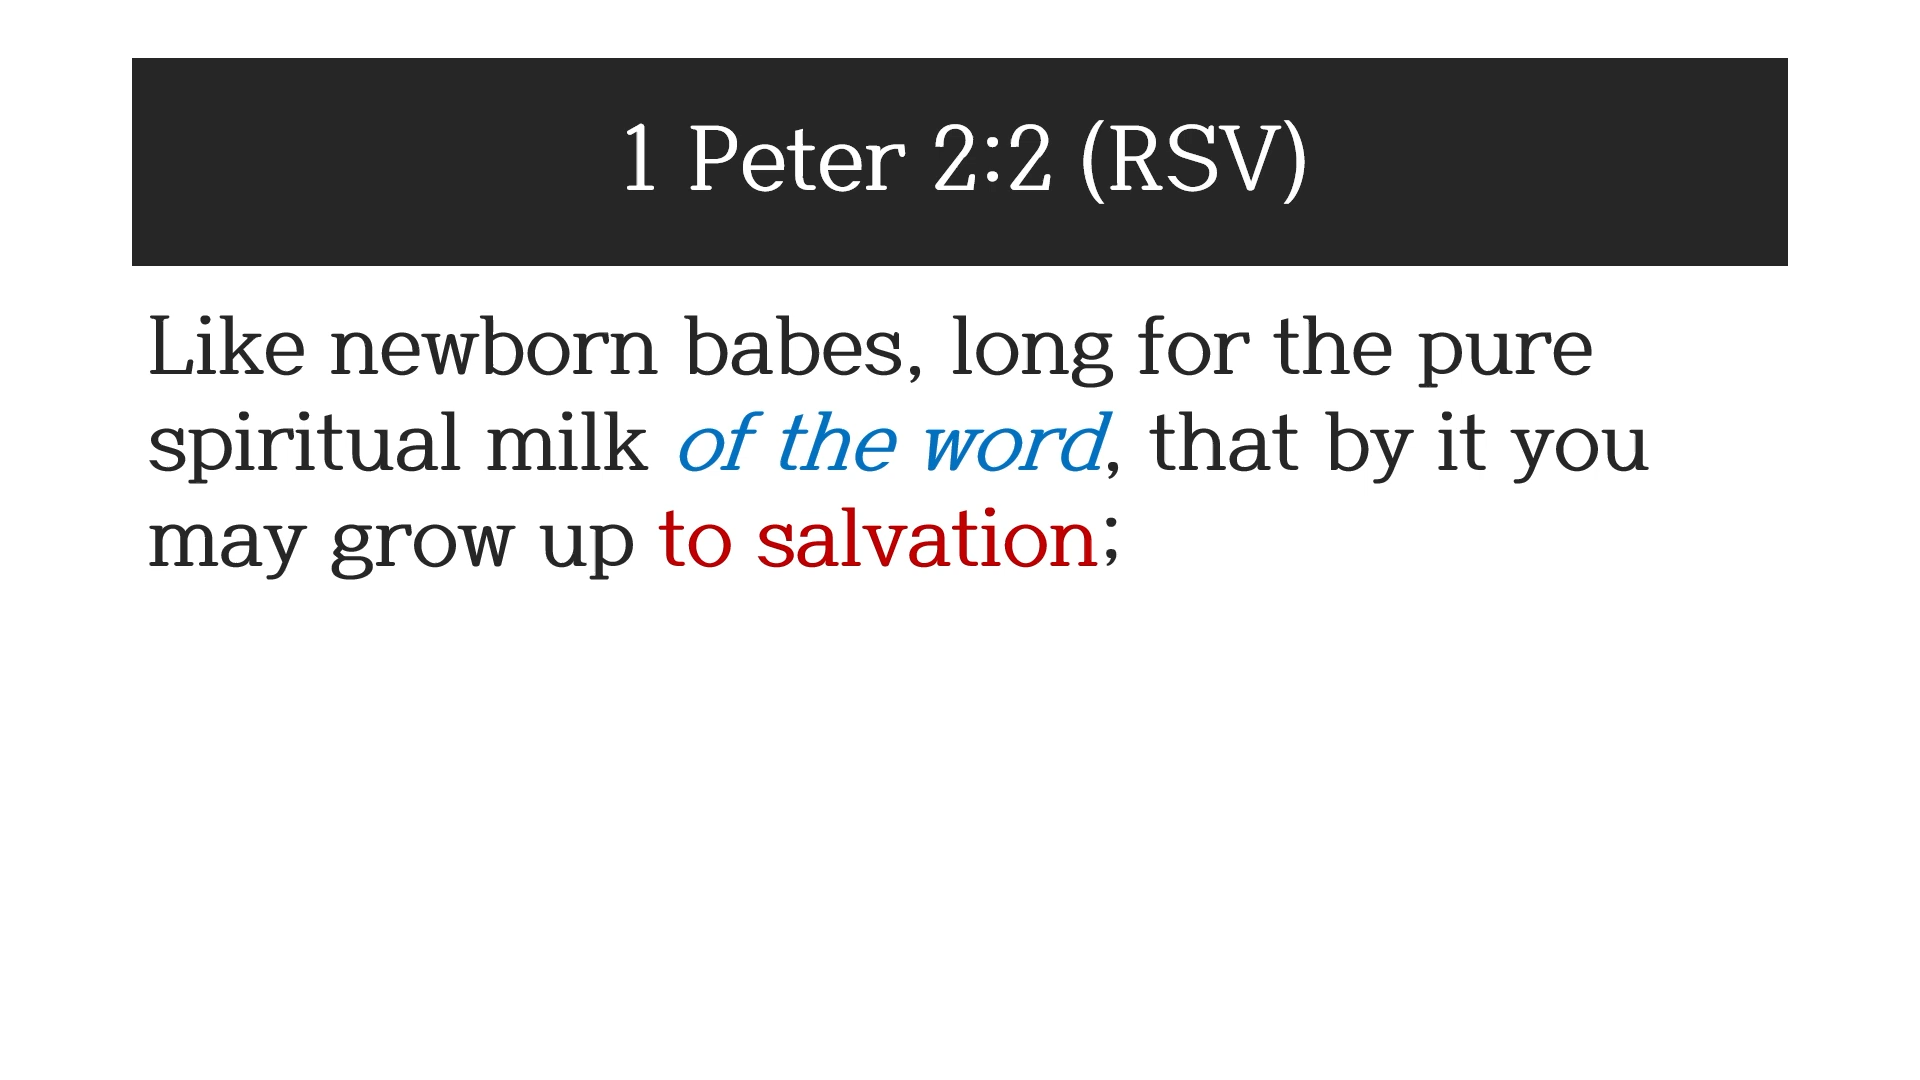 1 Peter 2:2 (RSV)
Like newborn babes, long for the pure
spiritual milk of the word, that by it you
may grow up to salvation;